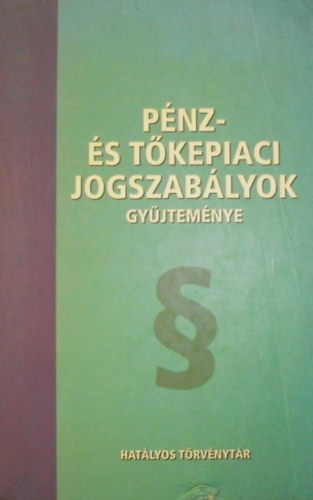 PÉNZ-
ÉS TŐKEPIACI
JOGSZABÁLYOK
GYŰJTEMÉNYE
§
HATÁLYOS TÖRVÉNYTÁR